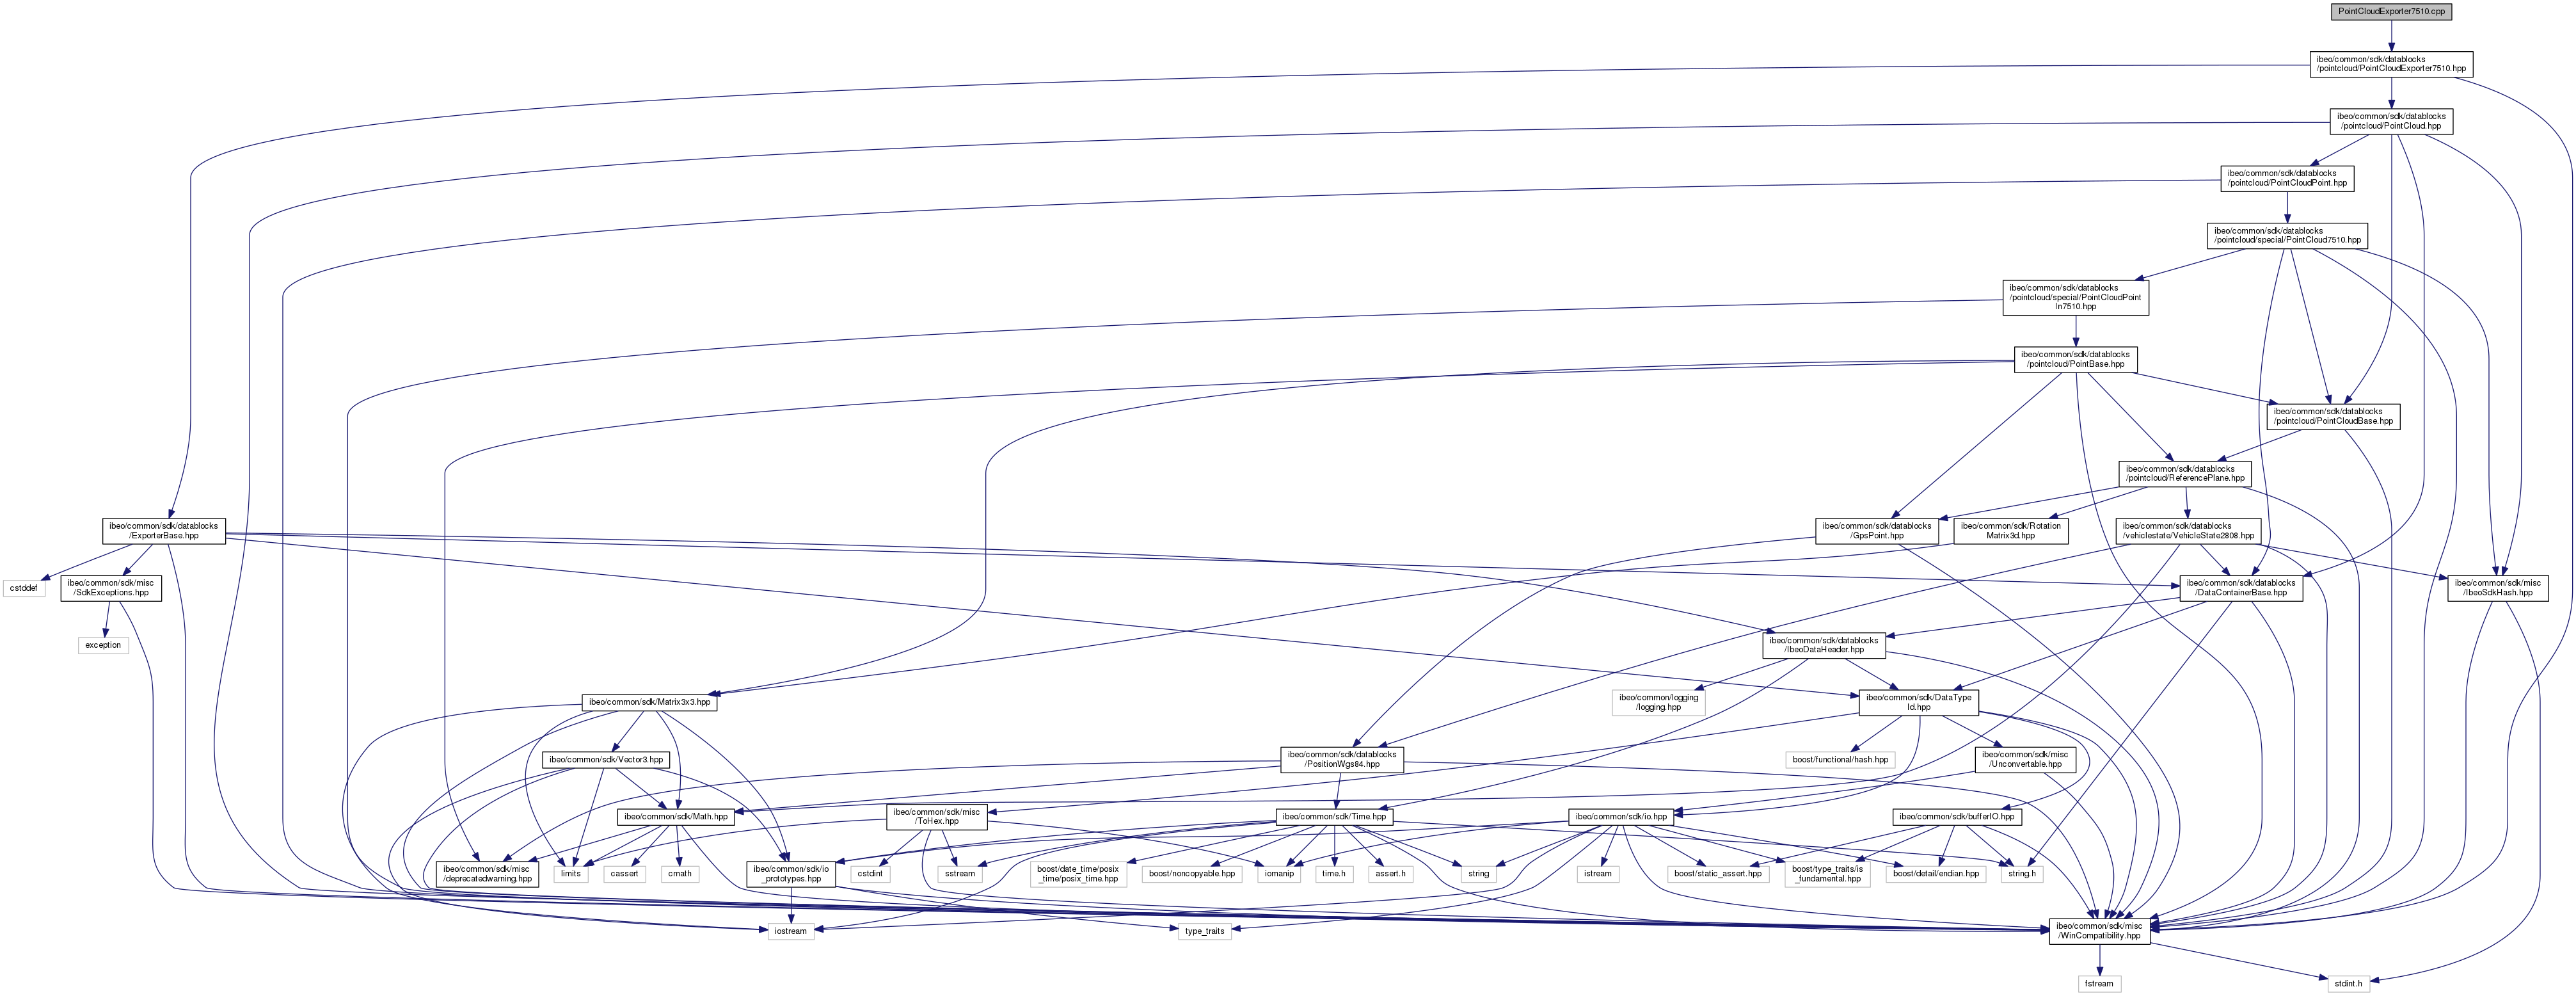 PointCloudExporter7510.cpp
ibeo/common/sdk/datablocks
/pointcloud/PointCloudExporter7510.hpp
ibeo/common/sdk/datablocks
/pointcloud/PointCloud.hpp
ibeo/common/sdk/datablocks
/pointcloud/PointCloudPoint.hpp
ibeo/common/sdk/datablocks
/pointcloud/special/PointCloud7510.hpp
ibeo/common/sdk/datablocks
/pointcloud/special/PointCloudPoint
In7510.hpp
ibeo/common/sdk/datablocks
/pointcloud/PointBase.hpp
ibeo/common/sdk/datablocks
/pointcloud/PointCloudBase.hpp
ibeo/common/sdk/datablocks
/pointcloud/ReferencePlane.hpp
ibeo/common/sdk/datablocks
/ExporterBase.hpp
ibeo/common/sdk/datablocks
/GpsPoint.hpp
ibeo/common/sdk/Rotation
Matrix3d.hpp
ibeo/common/sdk/datablocks
/vehiclestate/VehicleState2808.hpp
cstddef
ibeo/common/sdk/misc
/SdkExceptions.hpp
ibeo/common/sdk/datablocks
/DataContainerBase.hpp
ibeo/common/sdk/misc
/IbeoSdkHash.hpp
exception
ibeo/common/sdk/datablocks
/IbeoDataHeader.hpp
ibeo/common/sdk/Matrix3x3.hpp
ibeo/common/logging
/logging.hpp
ibeo/common/sdk/DataType
Id.hpp
ibeo/common/sdk/Vector3.hpp
ibeo/common/sdk/datablocks
/PositionWgs84.hpp
boost/functional/hash.hpp
ibeo/common/sdk/misc
/Unconvertable.hpp
ibeo/common/sdk/Math.hpp
ibeo/common/sdk/misc
/ToHex.hpp
ibeo/common/sdk/Time.hpp
ibeo/common/sdk/io.hpp
ibeo/common/sdk/bufferIO.hpp
ibeo/common/sdk/misc
/deprecatedwarning.hpp
limits
cassert
cmath
ibeo/common/sdk/io
_prototypes.hpp
cstdint
sstream
boost/date_time/posix
_time/posix_time.hpp
boost/noncopyable.hpp
iomanip
time.h
assert.h
string
istream
boost/static_assert.hpp
boost/type_traits/is
_fundamental.hpp
boost/detail/endian.hpp
string.h
iostream
type_traits
ibeo/common/sdk/misc
/WinCompatibility.hpp
fstream
stdint.h